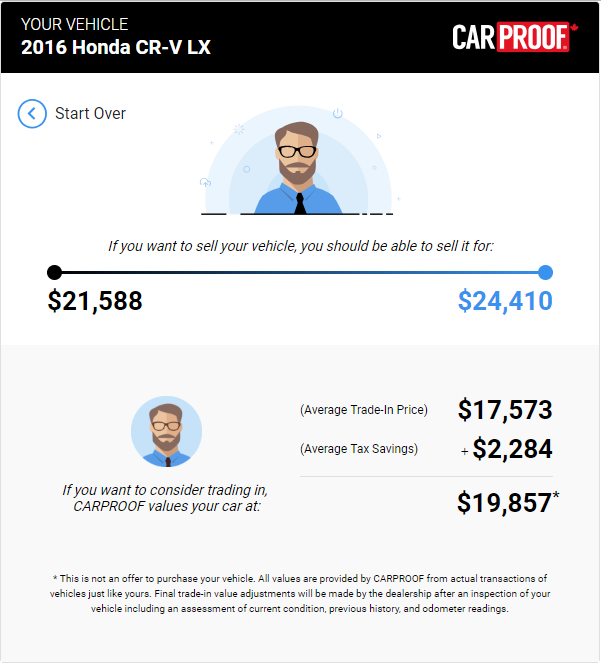 YOUR VEHICLE
2016 Honda CR-V LX
CARPROOF
Start Over
If you want to sell your vehicle, you should be able to sell it for:
$21,588
$24,410
(Average Trade-In Price) $17,573
(Average Tax Savings) + $2,284
If you want to consider trading in,
CARPROOF values your car at:
$19,857*
* This is not an offer to purchase your vehicle. All values are provided by CARPROOF from actual transactions of
vehicles just like yours. Final trade-in value adjustments will be made by the dealership after an inspection of your
vehicle including an assessment of current condition, previous history, and odometer readings.